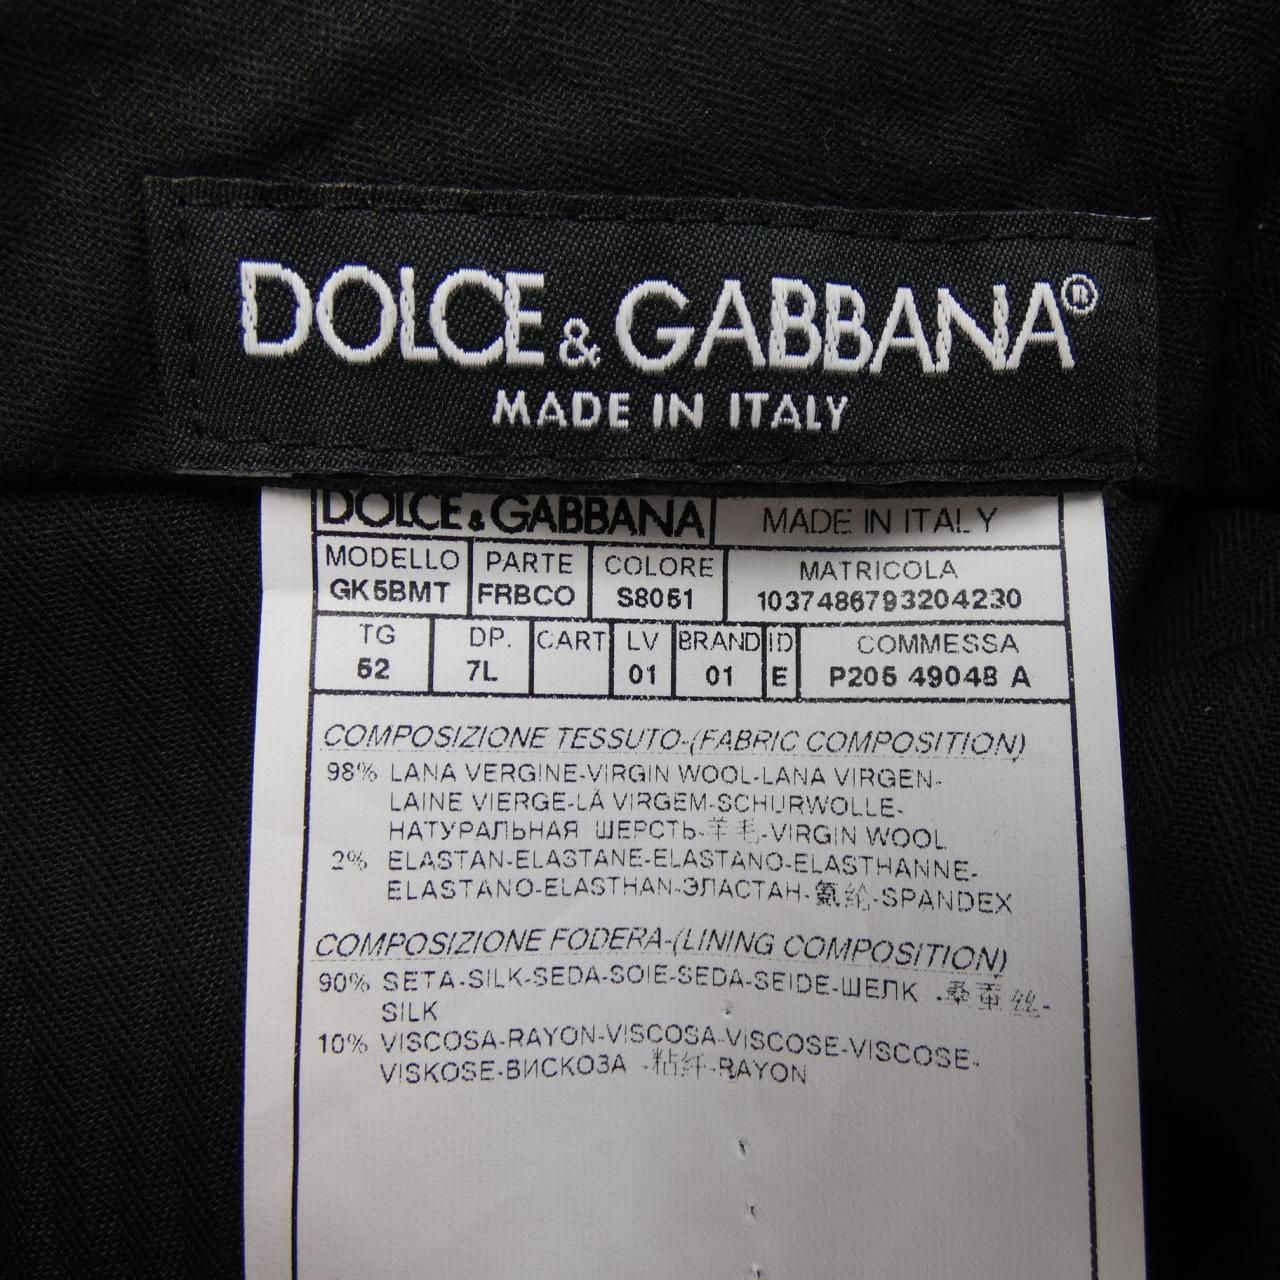 DOLCE & GABBANA®
MADE IN ITALY
DOLCE & GABBANA MADE IN ITALY
MODELLO PARTE COLORE MATRICOLA
GK5BMT FRBCO S8051 1037486793204230
TG DP. CART LV BRAND ID COMMESSA
52 7L 01 01 E P205 49048 A
COMPOSIZIONE TESSUTO-(FABRIC COMPOSITION)
98% LANA VERGINE-VIRGIN WOOL-LANA VIRGEN-
LAINE VIERGE-LÁ VIRGEM-SCHURWOLLE-
НАТУРАЛЬНАЯ ШЕРСТЬ-羊毛-VIRGIN WOOL
2% ELASTAN-ELASTANE-ELASTANO-ELASTHANNE-
ELASTANO-ELASTHAN-ЭЛАСТАН-氨纶-SPANDEX
COMPOSIZIONE FODERA-(LINING COMPOSITION)
90% SETA-SILK-SEDA-SOIE-SEDA-SEIDE-ШЕЛК -桑蚕丝-
SILK
10% VISCOSA-RAYON-VISCOSA-VISCOSE-VISCOSE-
VISKOSE-ВИСКОЗА -粘纤-RAYON